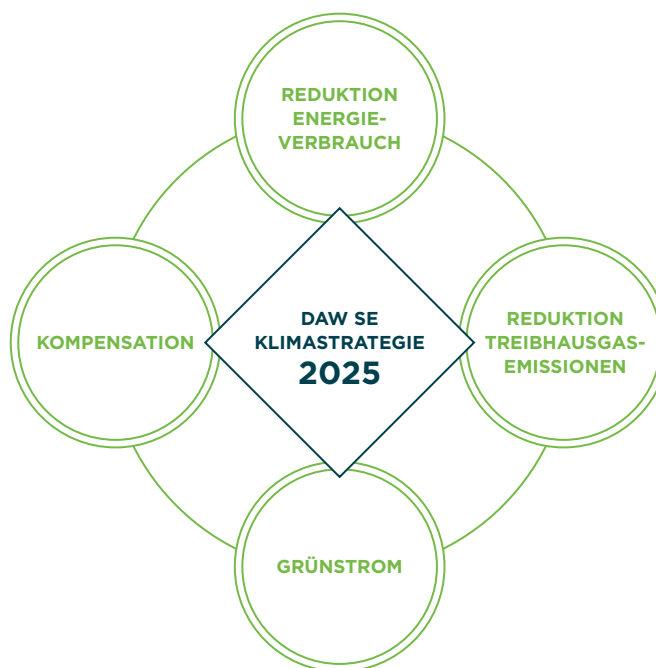 REDUKTION
ENERGIE-
VERBRAUCH
KOMPENSATION
DAW SE
KLIMASTRATEGIE
2025
REDUKTION
TREIBHAUSGAS-
EMISSIONEN
GRÜNSTROM